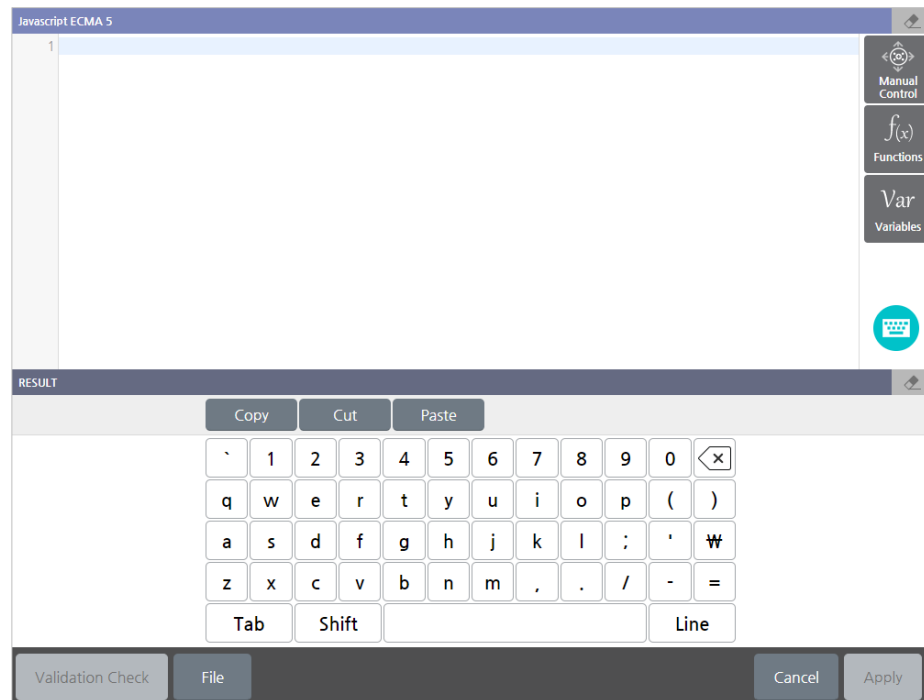 Javascript ECMA 5
1
Manual
Control
f(x)
Functions
Var
Variables
RESULT
Copy Cut Paste
` 1 2 3 4 5 6 7 8 9 0
q w e r t y u i o p ( )
a s d f g h j k l ; ' ₩
z x c v b n m , . / - =
Tab Shift Line
Validation Check File Cancel Apply